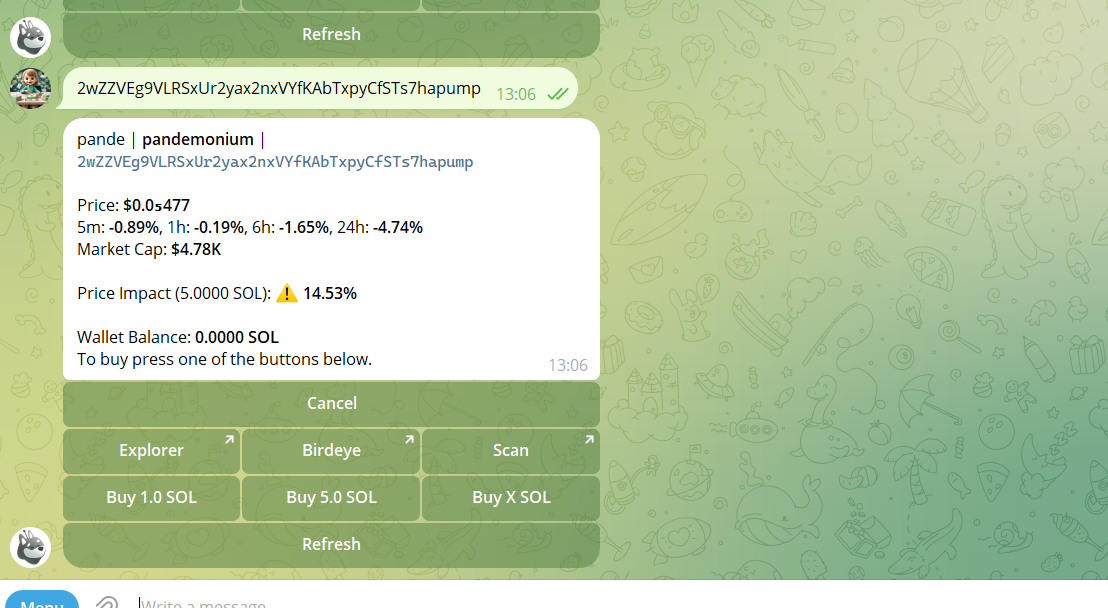 Refresh
2wZZVEg9VLRSxUr2yax2nxVYfKAbTxpyCfSTs7hapump 13:06
pande | pandemonium |
2wZZVEg9VLRSxUr2yax2nxVYfKAbTxpyCfSTs7hapump
Price: $0.0₅477
5m: -0.89%, 1h: -0.19%, 6h: -1.65%, 24h: -4.74%
Market Cap: $4.78K
Price Impact (5.0000 SOL): ⚠️ 14.53%
Wallet Balance: 0.0000 SOL
To buy press one of the buttons below.
13:06
Cancel
Explorer Birdeye Scan
Buy 1.0 SOL Buy 5.0 SOL Buy X SOL
Refresh
Menu Write a message...